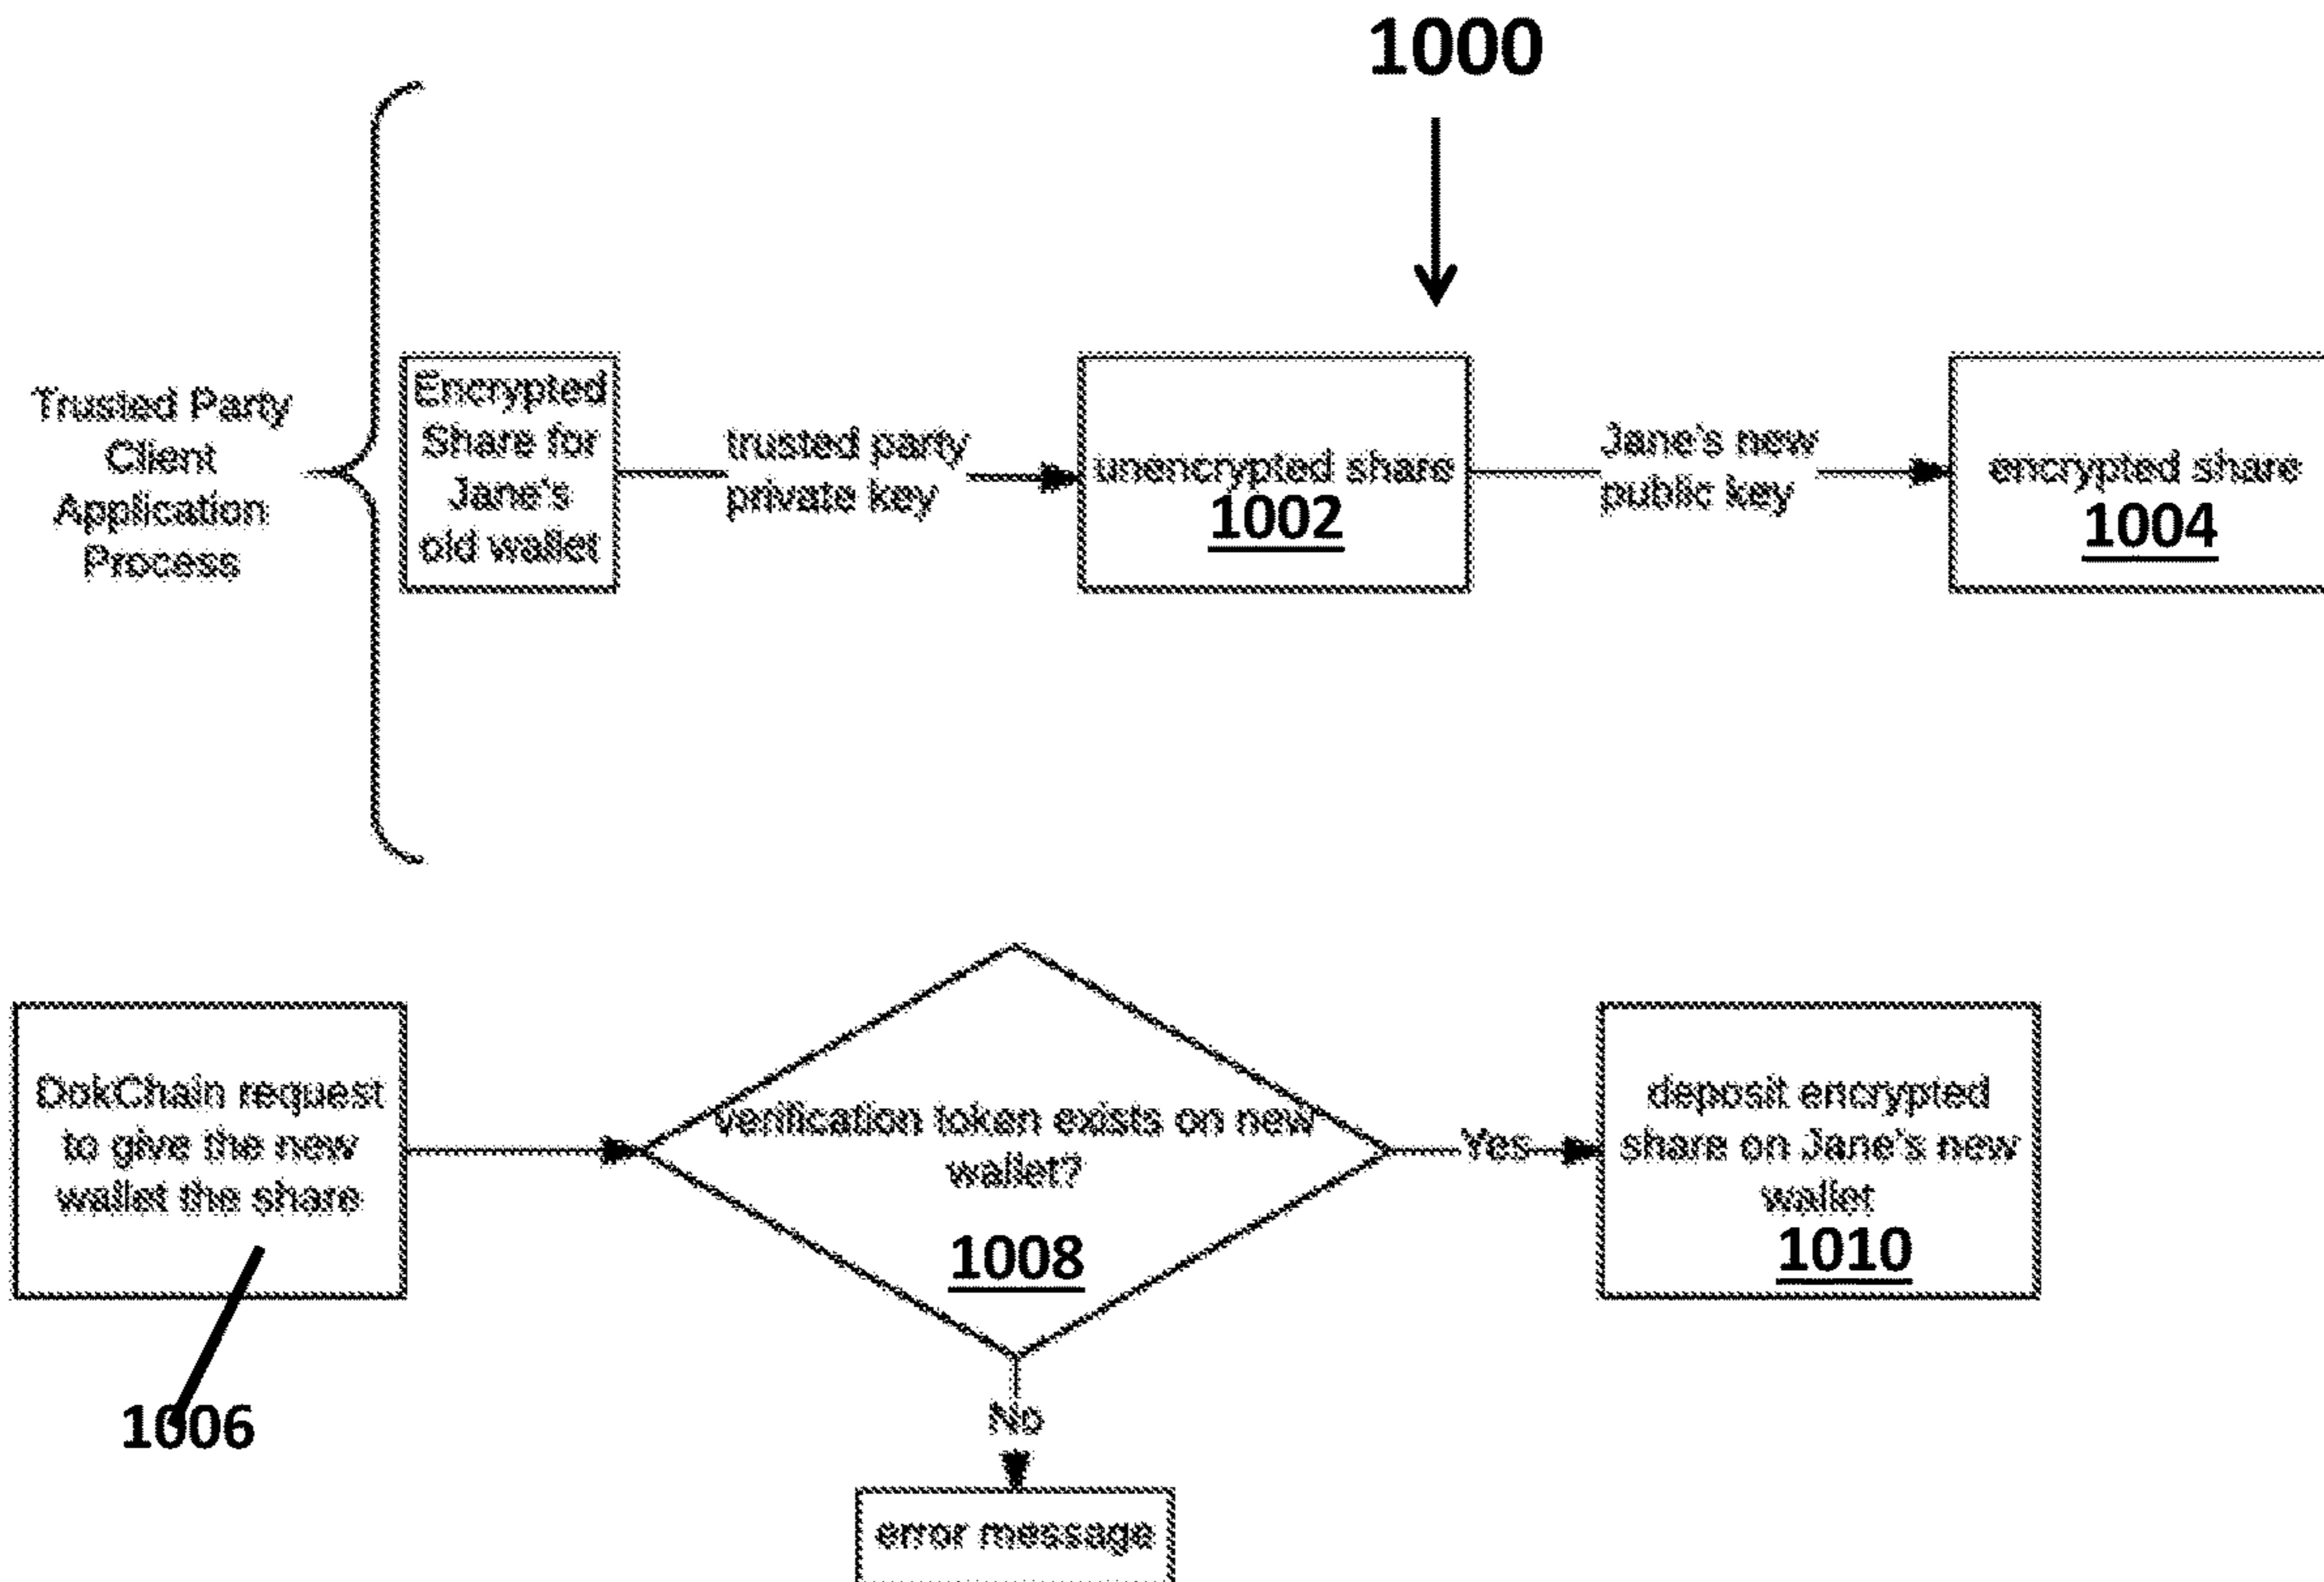 1000
Trusted Party
Client
Application
Process
Encrypted
Share for
Jane's
old wallet
trusted party
private key
unencrypted share
1002
Jane's new
public key
encrypted share
1004
DokChain request
to give the new
wallet the share
1006
verification token exists on new
wallet?
1008
Yes
deposit encrypted
share on Jane's new
wallet
1010
No
error message